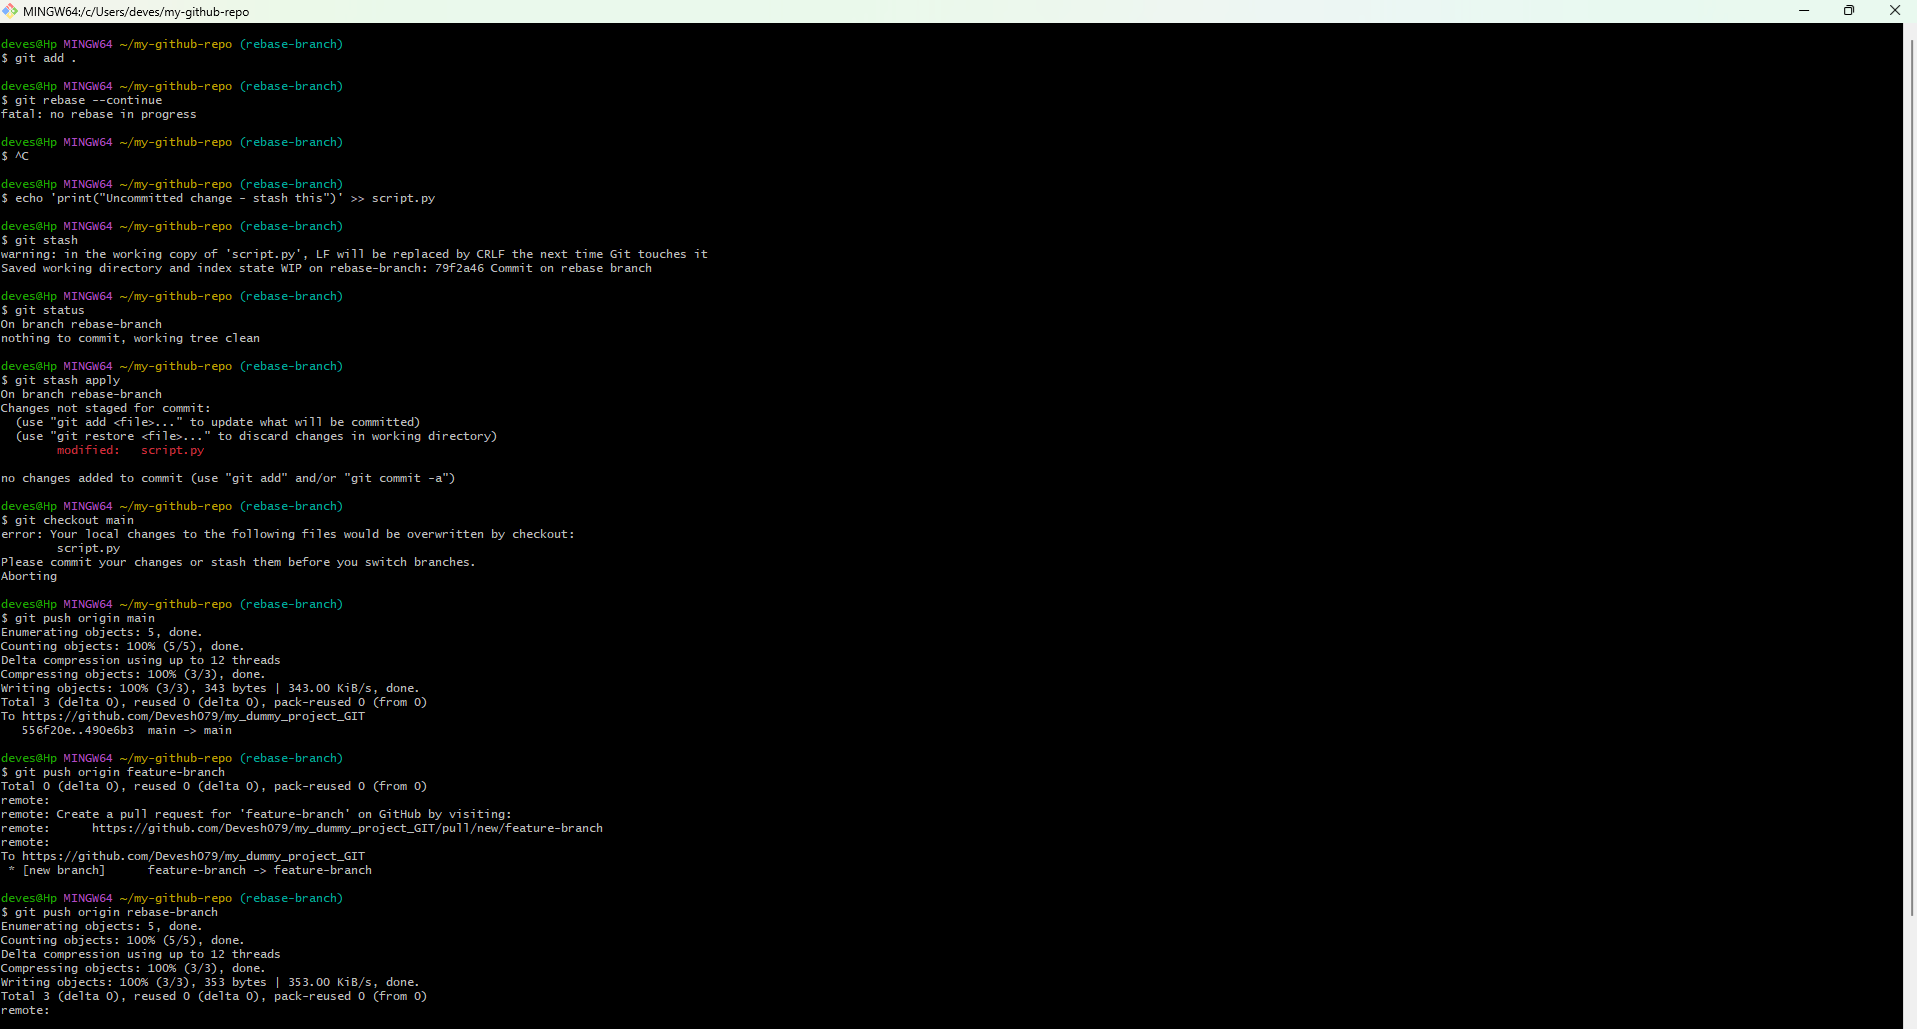 MINGW64:/c/Users/deves/my-github-repo
deves@Hp MINGW64 ~/my-github-repo (rebase-branch)
$ git add .
deves@Hp MINGW64 ~/my-github-repo (rebase-branch)
$ git rebase --continue
fatal: no rebase in progress
deves@Hp MINGW64 ~/my-github-repo (rebase-branch)
$ ^C
deves@Hp MINGW64 ~/my-github-repo (rebase-branch)
$ echo 'print("Uncommitted change - stash this")' >> script.py
deves@Hp MINGW64 ~/my-github-repo (rebase-branch)
$ git stash
warning: in the working copy of 'script.py', LF will be replaced by CRLF the next time Git touches it
Saved working directory and index state WIP on rebase-branch: 79f2a46 Commit on rebase branch
deves@Hp MINGW64 ~/my-github-repo (rebase-branch)
$ git status
On branch rebase-branch
nothing to commit, working tree clean
deves@Hp MINGW64 ~/my-github-repo (rebase-branch)
$ git stash apply
On branch rebase-branch
Changes not staged for commit:
  (use "git add <file>..." to update what will be committed)
  (use "git restore <file>..." to discard changes in working directory)
        modified:   script.py
no changes added to commit (use "git add" and/or "git commit -a")
deves@Hp MINGW64 ~/my-github-repo (rebase-branch)
$ git checkout main
error: Your local changes to the following files would be overwritten by checkout:
        script.py
Please commit your changes or stash them before you switch branches.
Aborting
deves@Hp MINGW64 ~/my-github-repo (rebase-branch)
$ git push origin main
Enumerating objects: 5, done.
Counting objects: 100% (5/5), done.
Delta compression using up to 12 threads
Compressing objects: 100% (3/3), done.
Writing objects: 100% (3/3), 343 bytes | 343.00 KiB/s, done.
Total 3 (delta 0), reused 0 (delta 0), pack-reused 0 (from 0)
To https://github.com/Devesh079/my_dummy_project_GIT
   556f20e..490e6b3  main -> main
deves@Hp MINGW64 ~/my-github-repo (rebase-branch)
$ git push origin feature-branch
Total 0 (delta 0), reused 0 (delta 0), pack-reused 0 (from 0)
remote:
remote: Create a pull request for 'feature-branch' on GitHub by visiting:
remote:      https://github.com/Devesh079/my_dummy_project_GIT/pull/new/feature-branch
remote:
To https://github.com/Devesh079/my_dummy_project_GIT
 * [new branch]      feature-branch -> feature-branch
deves@Hp MINGW64 ~/my-github-repo (rebase-branch)
$ git push origin rebase-branch
Enumerating objects: 5, done.
Counting objects: 100% (5/5), done.
Delta compression using up to 12 threads
Compressing objects: 100% (3/3), done.
Writing objects: 100% (3/3), 353 bytes | 353.00 KiB/s, done.
Total 3 (delta 0), reused 0 (delta 0), pack-reused 0 (from 0)
remote: